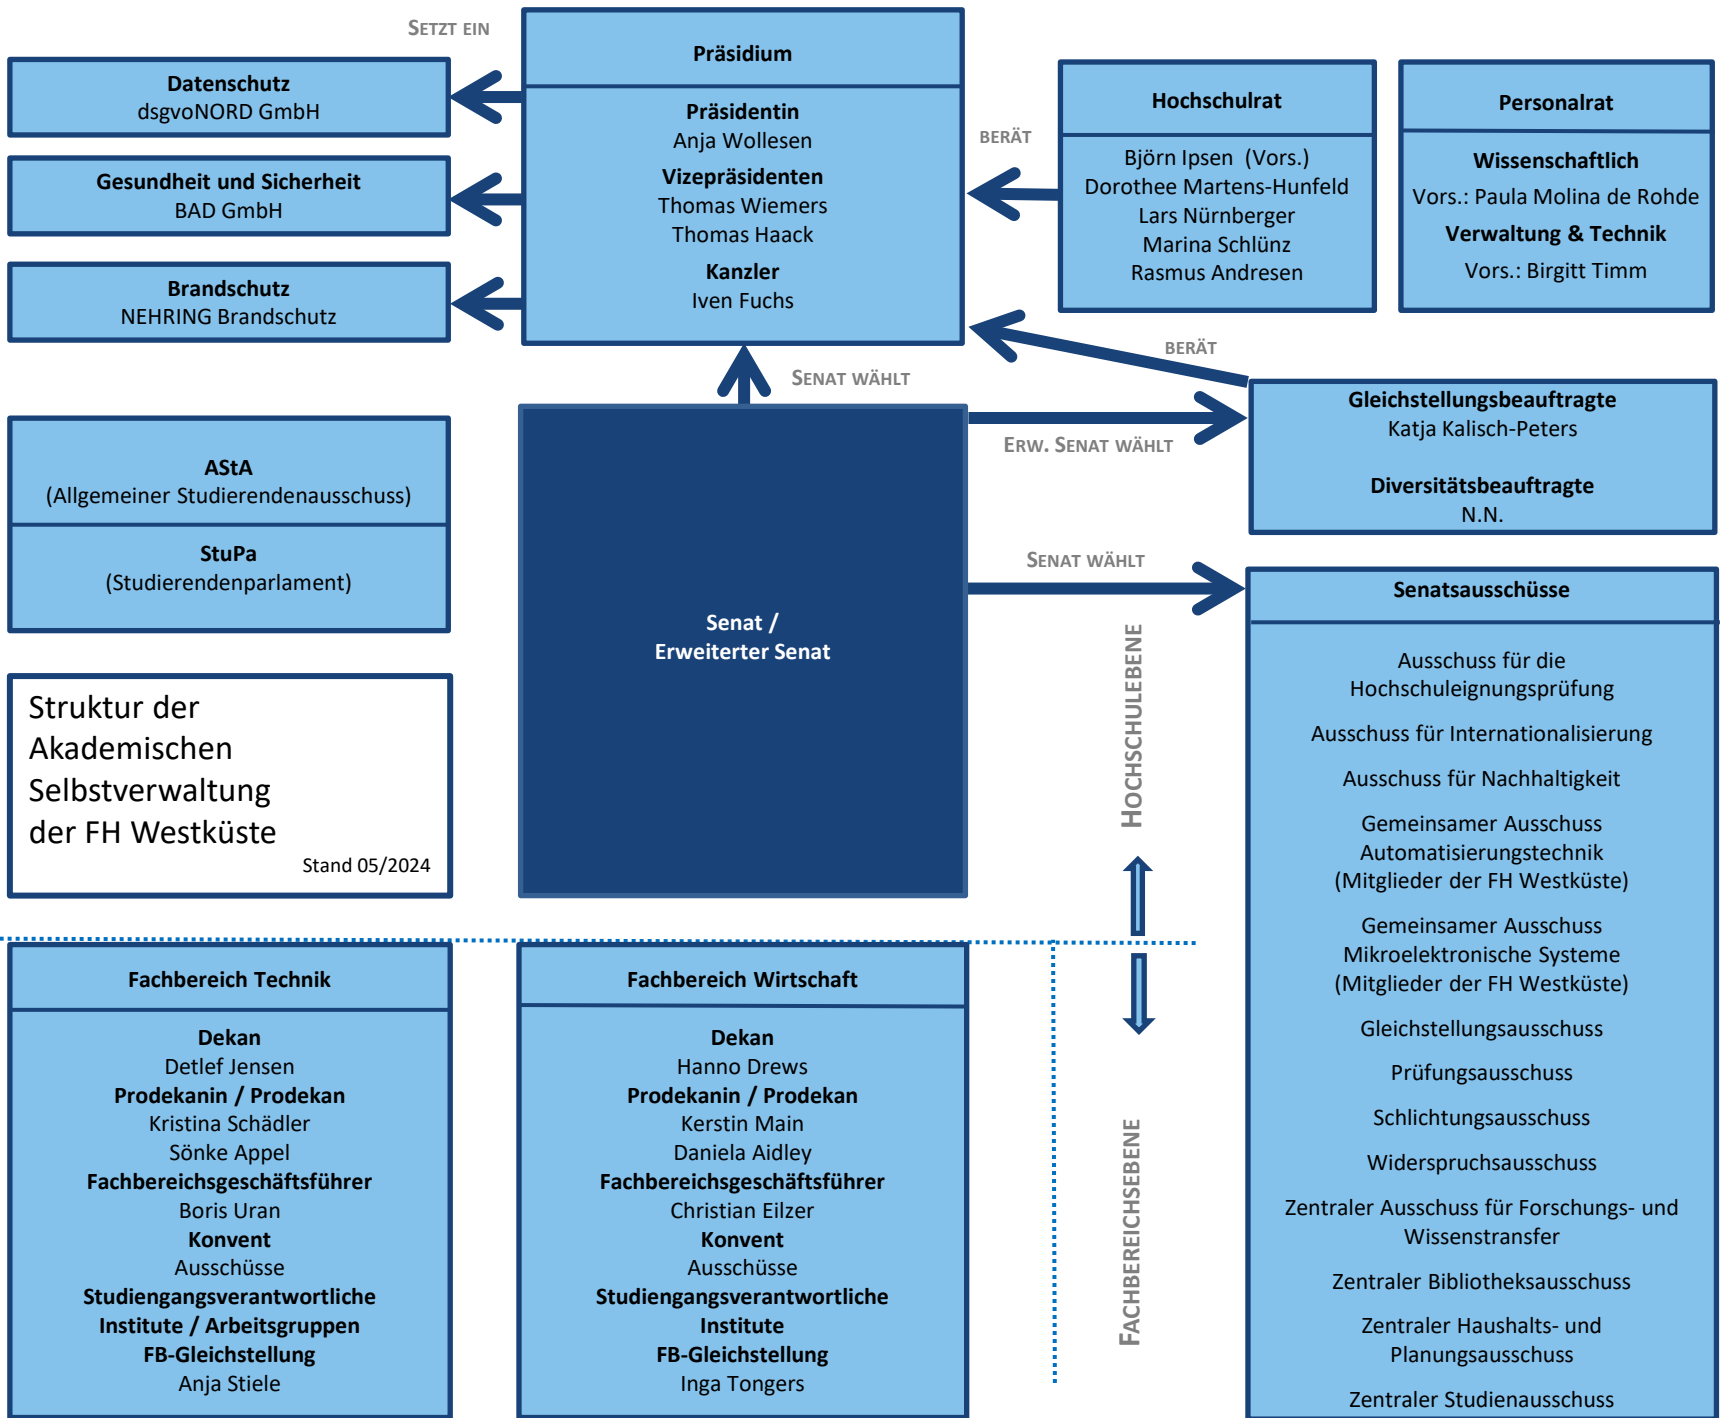 SETZT EIN
Datenschutz
dsgvoNORD GmbH
Gesundheit und Sicherheit
BAD GmbH
Brandschutz
NEHRING Brandschutz
Präsidium
Präsidentin
Anja Wollesen
Vizepräsidenten
Thomas Wiemers
Thomas Haack
Kanzler
Iven Fuchs
BERÄT
Hochschulrat
Björn Ipsen (Vors.)
Dorothee Martens-Hunfeld
Lars Nürnberger
Marina Schlünz
Rasmus Andresen
Personalrat
Wissenschaftlich
Vors.: Paula Molina de Rohde
Verwaltung & Technik
Vors.: Birgitt Timm
BERÄT
SENAT WÄHLT
ERW. SENAT WÄHLT
Gleichstellungsbeauftragte
Katja Kalisch-Peters
Diversitätsbeauftragte
N.N.
AStA
(Allgemeiner Studierendenausschuss)
StuPa
(Studierendenparlament)
Senat /
Erweiterter Senat
SENAT WÄHLT
Struktur der
Akademischen
Selbstverwaltung
der FH Westküste
Stand 05/2024
HOCHSCHULEBENE
FACHBEREICHSEBENE
Senatsausschüsse
Ausschuss für die
Hochschuleignungsprüfung
Ausschuss für Internationalisierung
Ausschuss für Nachhaltigkeit
Gemeinsamer Ausschuss
Automatisierungstechnik
(Mitglieder der FH Westküste)
Gemeinsamer Ausschuss
Mikroelektronische Systeme
(Mitglieder der FH Westküste)
Gleichstellungsausschuss
Prüfungsausschuss
Schlichtungsausschuss
Widerspruchsausschuss
Zentraler Ausschuss für Forschungs- und
Wissenstransfer
Zentraler Bibliotheksausschuss
Zentraler Haushalts- und
Planungsausschuss
Zentraler Studienausschuss
Fachbereich Technik
Dekan
Detlef Jensen
Prodekanin / Prodekan
Kristina Schädler
Sönke Appel
Fachbereichsgeschäftsführer
Boris Uran
Konvent
Ausschüsse
Studiengangsverantwortliche
Institute / Arbeitsgruppen
FB-Gleichstellung
Anja Stiele
Fachbereich Wirtschaft
Dekan
Hanno Drews
Prodekanin / Prodekan
Kerstin Main
Daniela Aidley
Fachbereichsgeschäftsführer
Christian Eilzer
Konvent
Ausschüsse
Studiengangsverantwortliche
Institute
FB-Gleichstellung
Inga Tongers